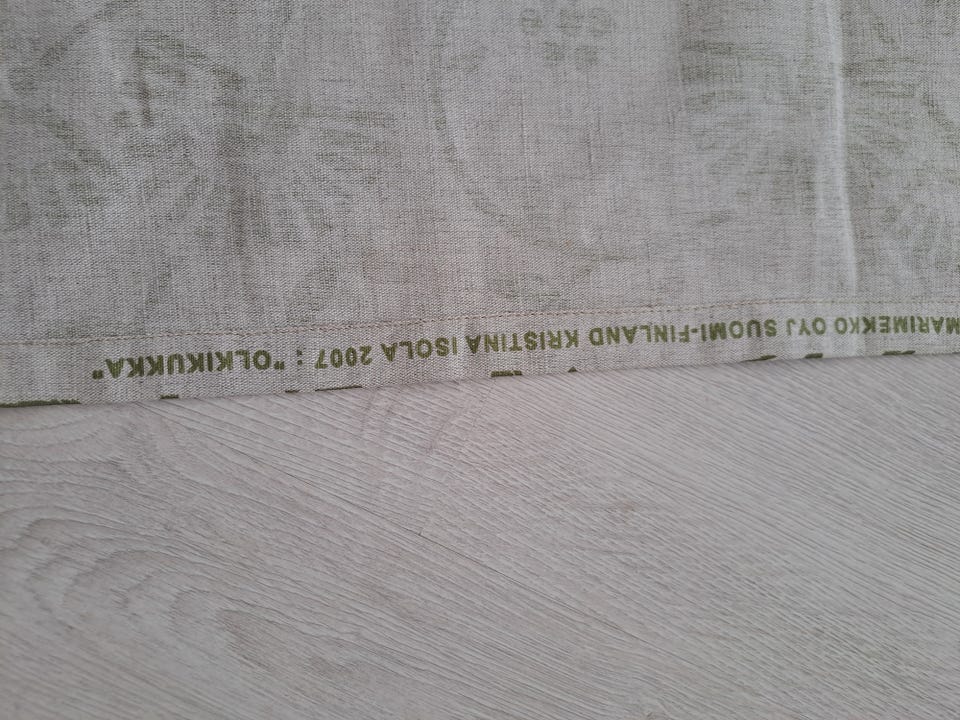 MARIMEKKO OYJ SUOMI-FINLAND KRISTINA ISOLA 2007 : "OLKIKUKKA"